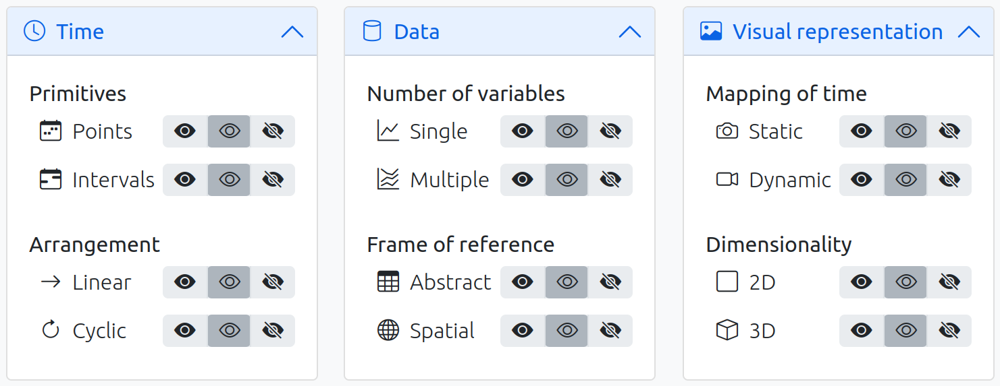 Time
Primitives
Points
Intervals
Arrangement
Linear
Cyclic
Data
Number of variables
Single
Multiple
Frame of reference
Abstract
Spatial
Visual representation
Mapping of time
Static
Dynamic
Dimensionality
2D
3D